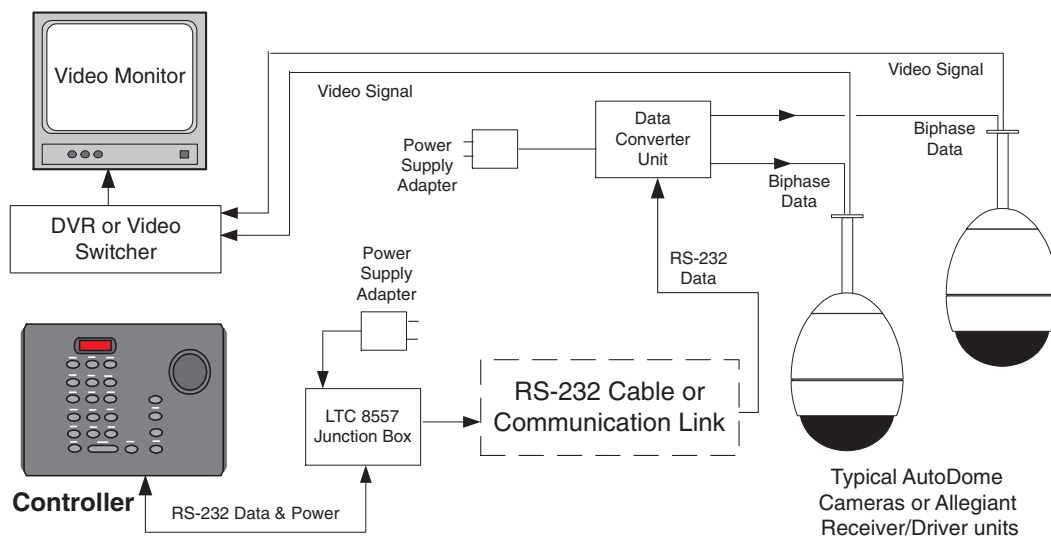 Video Monitor
Video Signal
Video Signal
Data
Converter
Unit
Power
Supply
Adapter
Biphase
Data
Biphase
Data
DVR or Video
Switcher
Power
Supply
Adapter
RS-232
Data
RS-232 Cable or
Communication Link
LTC 8557
Junction Box
Controller
RS-232 Data & Power
Typical AutoDome
Cameras or Allegiant
Receiver/Driver units